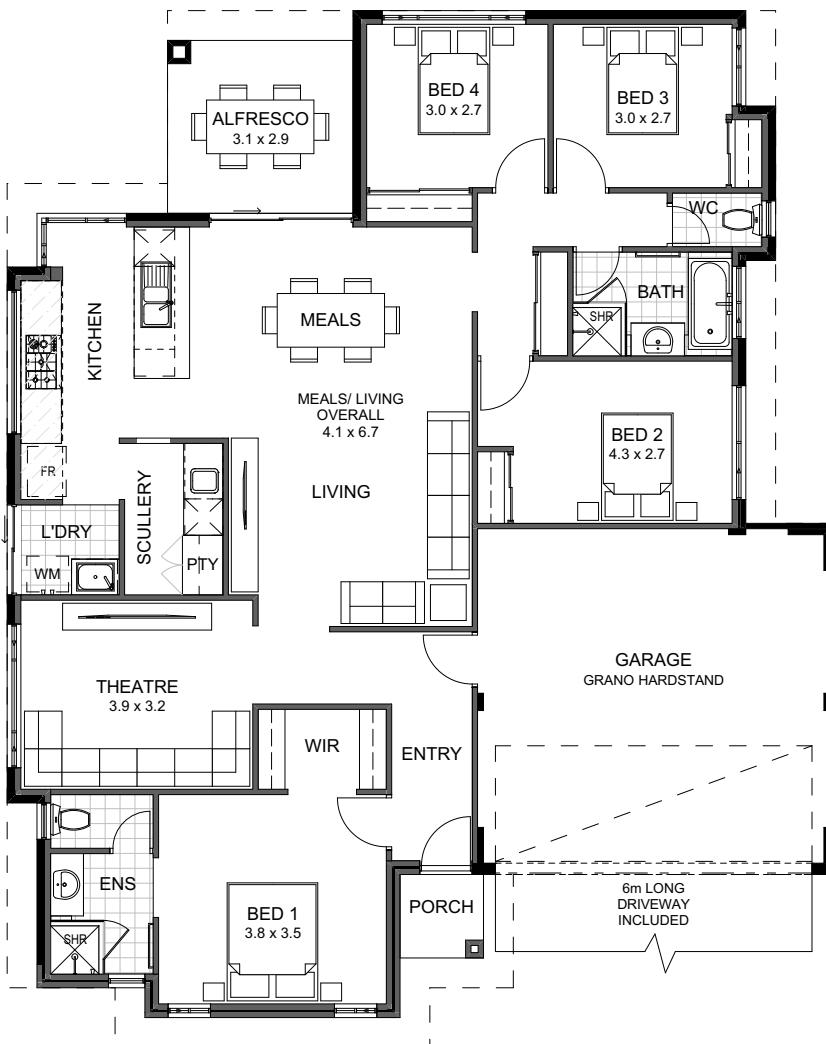 BED 4
3.0 x 2.7
BED 3
3.0 x 2.7
ALFRESCO
3.1 x 2.9
WC
BATH
SHR
KITCHEN
MEALS
MEALS/ LIVING
OVERALL
4.1 x 6.7
BED 2
4.3 x 2.7
FR
SCULLERY
LIVING
L'DRY
WM
PTY
GARAGE
GRANO HARDSTAND
THEATRE
3.9 x 3.2
WIR
ENTRY
ENS
SHR
BED 1
3.8 x 3.5
PORCH
6m LONG
DRIVEWAY
INCLUDED